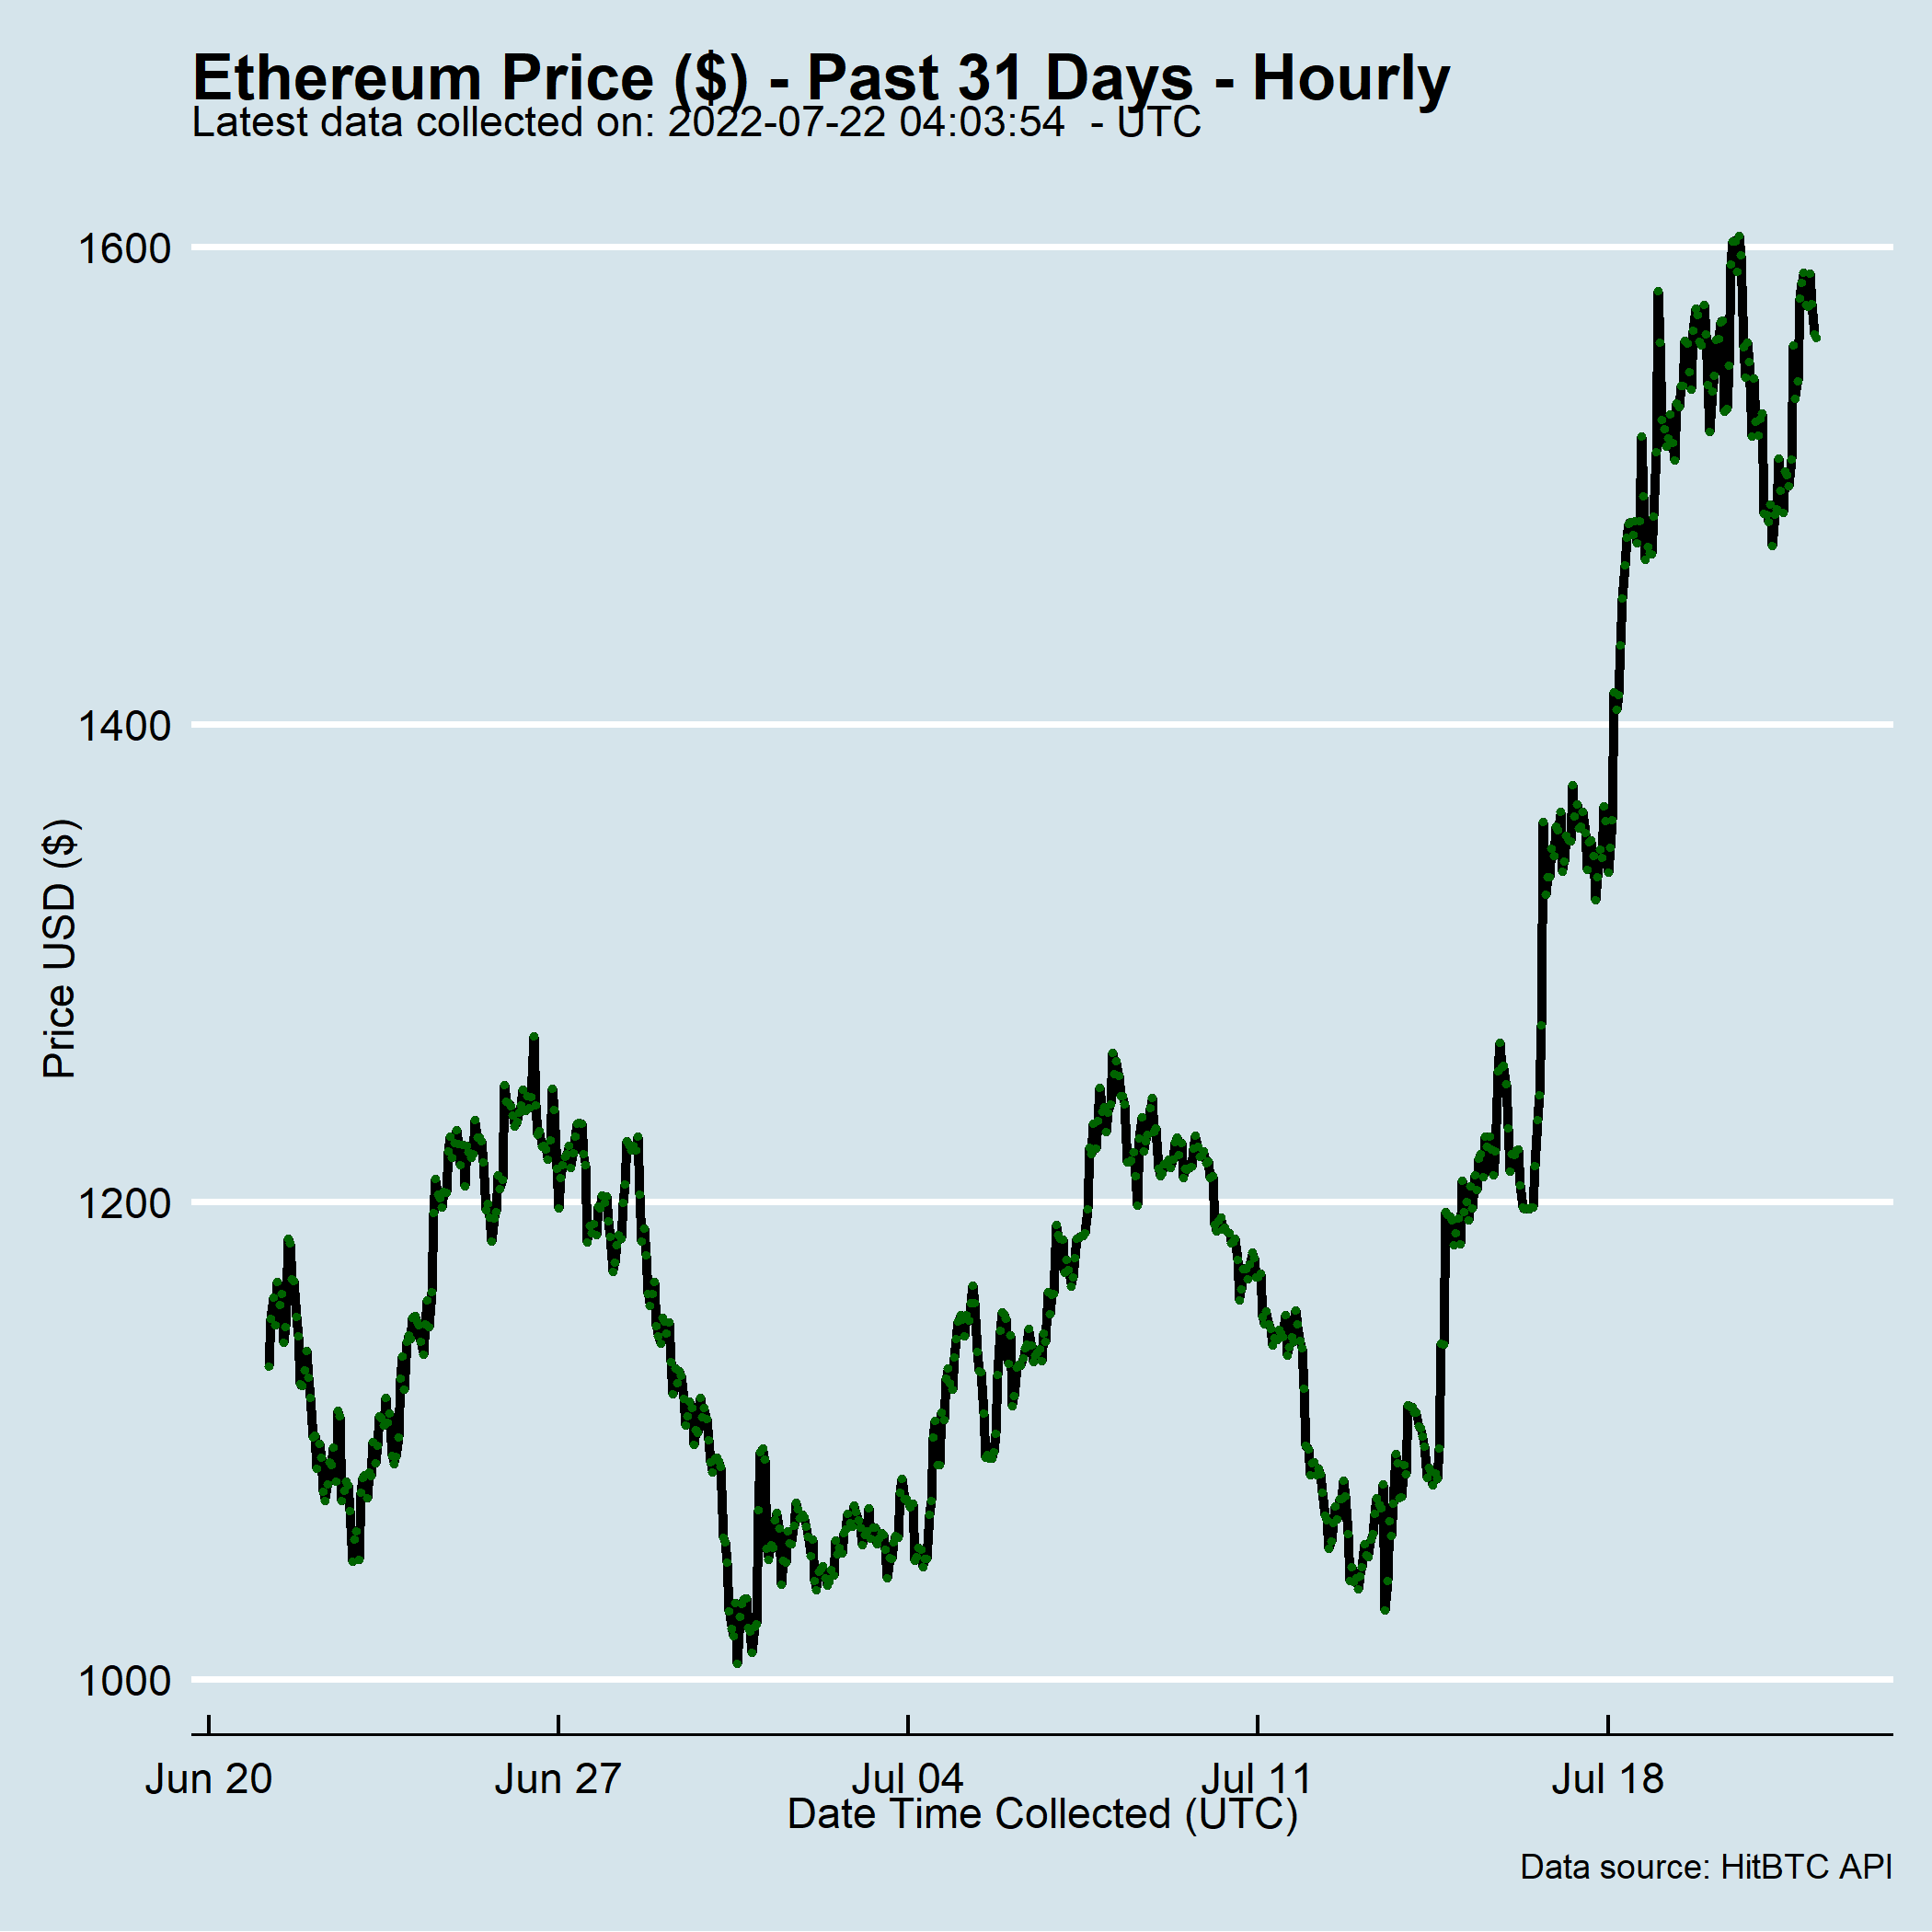 Ethereum Price ($) - Past 31 Days - Hourly
Latest data collected on: 2022-07-22 04:03:54  - UTC
1600
1400
1200
1000
Price USD ($)
Jun 20
Jun 27
Jul 04
Jul 11
Jul 18
Date Time Collected (UTC)
Data source: HitBTC API